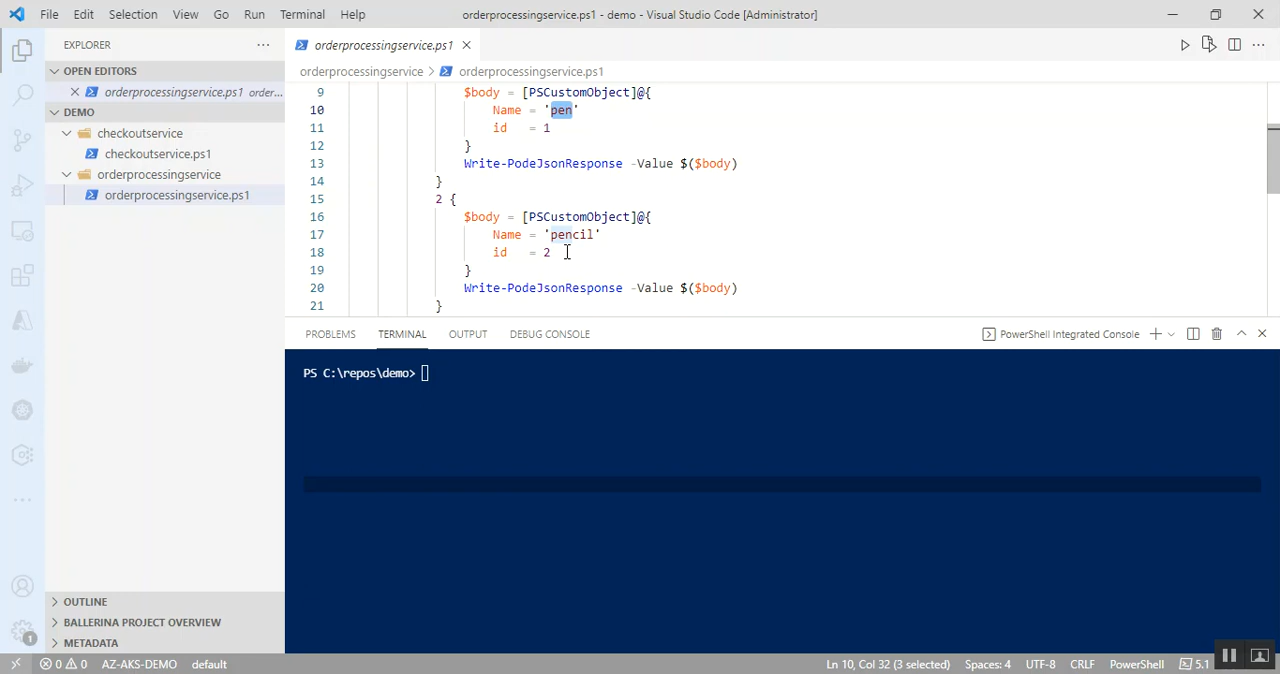 File Edit Selection View Go Run Terminal Help orderprocessingservice.ps1 - demo - Visual Studio Code [Administrator]
EXPLORER
OPEN EDITORS
orderprocessingservice.ps1 order...
DEMO
checkoutservice
checkoutservice.ps1
orderprocessingservice
orderprocessingservice.ps1
OUTLINE
BALLERINA PROJECT OVERVIEW
METADATA
orderprocessingservice.ps1
orderprocessingservice > orderprocessingservice.ps1
9 $body = [PSCustomObject]@{
10 Name = 'pen'
11 id = 1
12 }
13 Write-PodeJsonResponse -Value $($body)
14 }
15 2 {
16 $body = [PSCustomObject]@{
17 Name = 'pencil'
18 id = 2
19 }
20 Write-PodeJsonResponse -Value $($body)
21 }
PROBLEMS TERMINAL OUTPUT DEBUG CONSOLE PowerShell Integrated Console
PS C:\repos\demo>
1
0 0 AZ-AKS-DEMO default Ln 10, Col 32 (3 selected) Spaces: 4 UTF-8 CRLF PowerShell 5.1